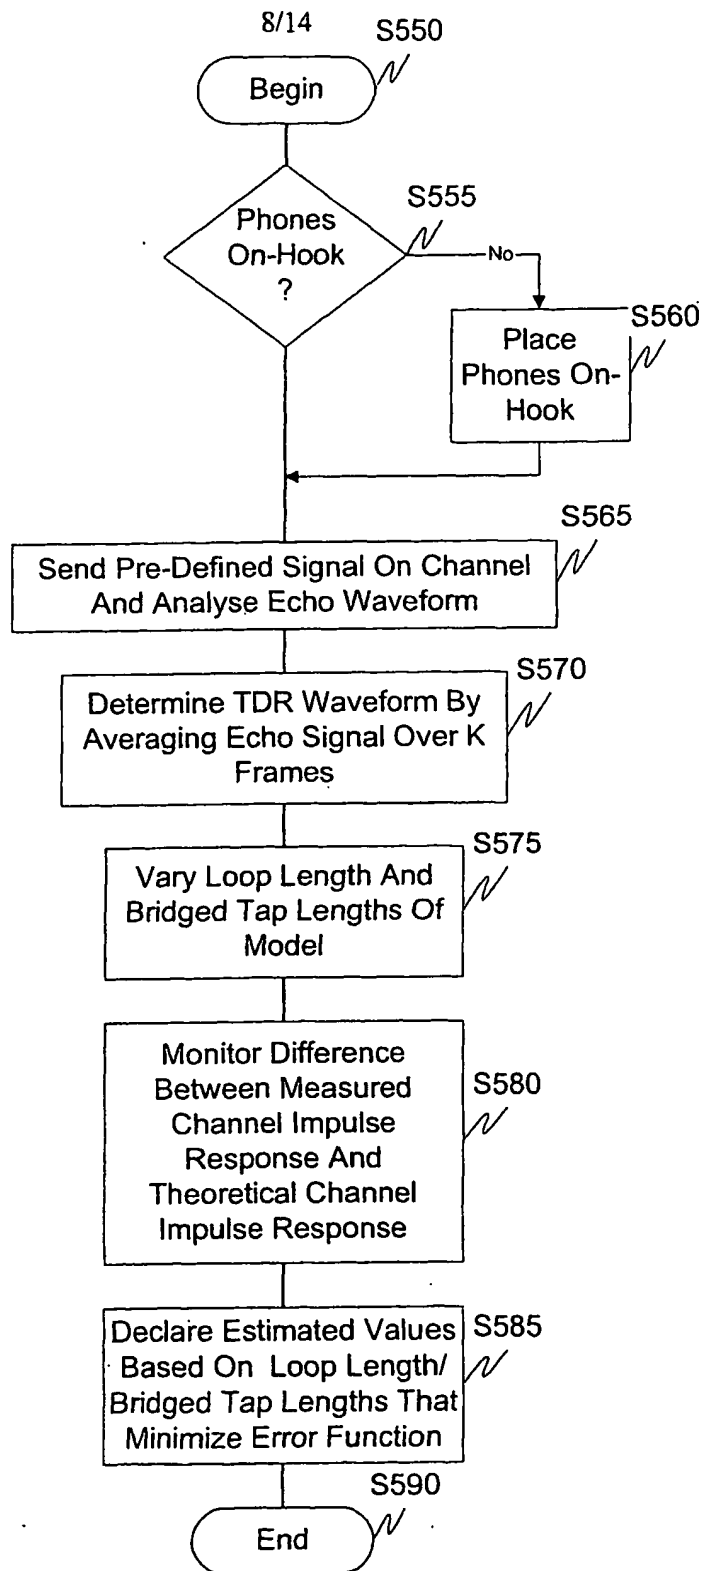 8/14
S550
Begin
S555
Phones
On-Hook
?
No
S560
Place
Phones On-
Hook
S565
Send Pre-Defined Signal On Channel
And Analyse Echo Waveform
S570
Determine TDR Waveform By
Averaging Echo Signal Over K
Frames
S575
Vary Loop Length And
Bridged Tap Lengths Of
Model
S580
Monitor Difference
Between Measured
Channel Impulse
Response And
Theoretical Channel
Impulse Response
S585
Declare Estimated Values
Based On Loop Length/
Bridged Tap Lengths That
Minimize Error Function
S590
End